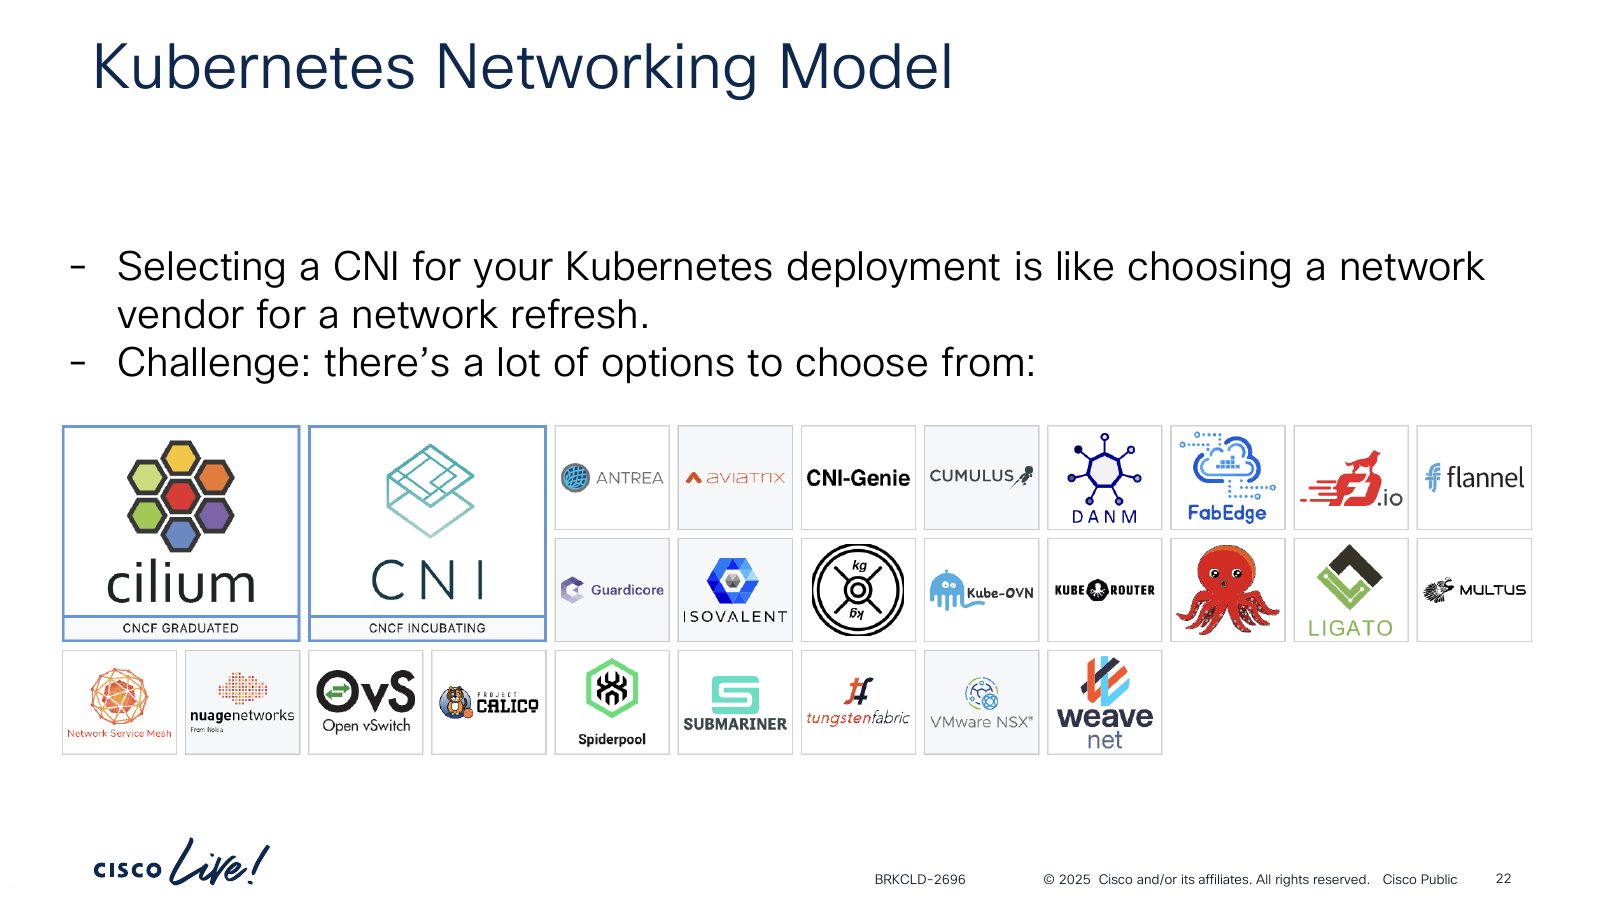 Kubernetes Networking Model
- Selecting a CNI for your Kubernetes deployment is like choosing a network
vendor for a network refresh.
- Challenge: there's a lot of options to choose from:
cilium
CNCF GRADUATED
CNI
CNCF INCUBATING
ANTREA
AVIATRIX
CNI-Genie
CUMULUS
DANM
FabEdge
FD.io
flannel
Guardicore
ISOVALENT
kg
kg
Kube-OVN
KUBE ROUTER
LIGATO
MULTUS
Network Service Mesh
nuagenetworks
From Nokia
OvS
Open vSwitch
PROJECT
CALICO
Spiderpool
SUBMARINER
tungstenfabric
VMware NSX®
weave
net
CISCO Live!
BRKCLD-2696
© 2025 Cisco and/or its affiliates. All rights reserved. Cisco Public
22